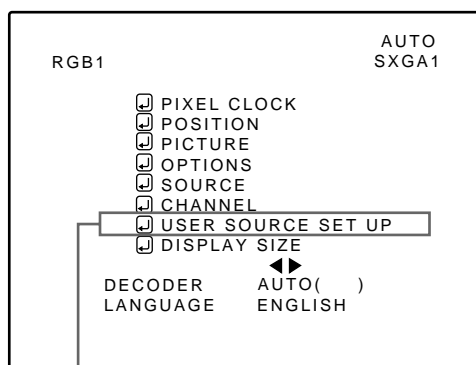 AUTO
RGB1 SXGA1
PIXEL CLOCK
POSITION
PICTURE
OPTIONS
SOURCE
CHANNEL
USER SOURCE SET UP
DISPLAY SIZE
DECODER AUTO( )
LANGUAGE ENGLISH